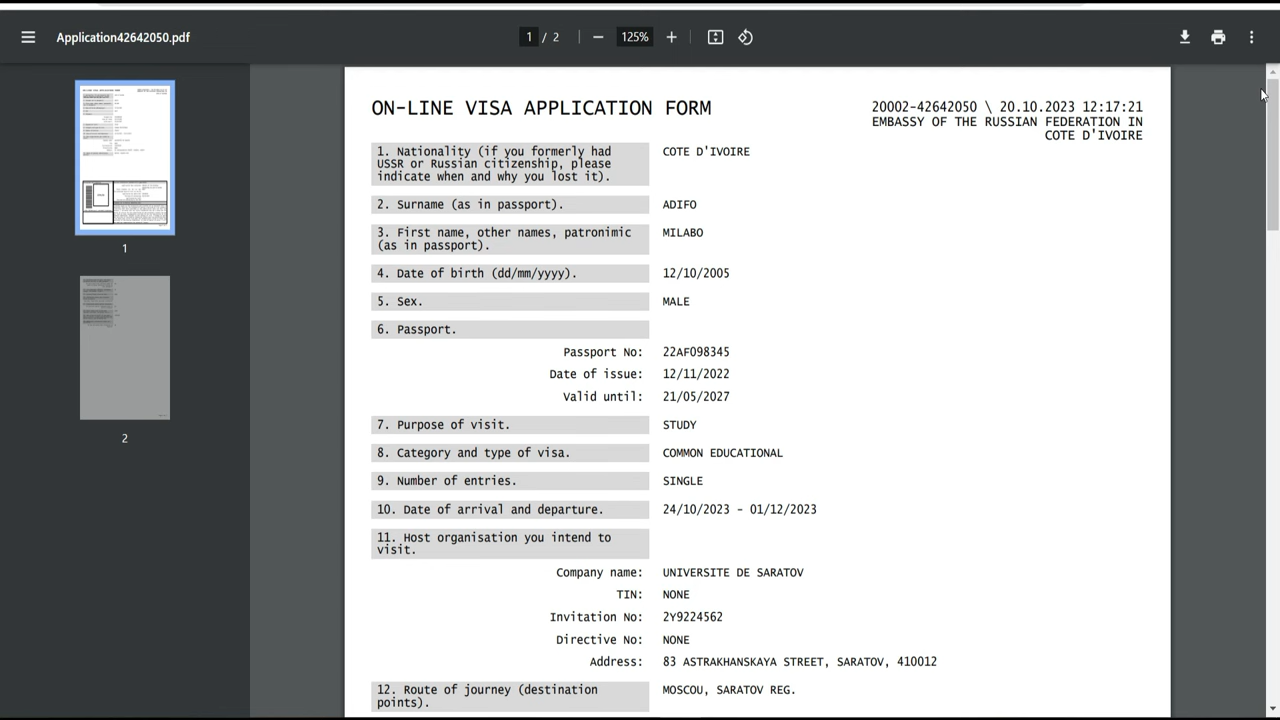 Application42642050.pdf
1 / 2
125%
1
2
ON-LINE VISA APPLICATION FORM
20002-42642050 \ 20.10.2023 12:17:21
EMBASSY OF THE RUSSIAN FEDERATION IN
COTE D'IVOIRE
1. Nationality (if you formerly had COTE D'IVOIRE
USSR or Russian citizenship, please
indicate when and why you lost it).
2. Surname (as in passport). ADIFO
3. First name, other names, patronimic MILABO
(as in passport).
4. Date of birth (dd/mm/yyyy). 12/10/2005
5. Sex. MALE
6. Passport.
Passport No: 22AF098345
Date of issue: 12/11/2022
Valid until: 21/05/2027
7. Purpose of visit. STUDY
8. Category and type of visa. COMMON EDUCATIONAL
9. Number of entries. SINGLE
10. Date of arrival and departure. 24/10/2023 - 01/12/2023
11. Host organisation you intend to
visit.
Company name: UNIVERSITE DE SARATOV
TIN: NONE
Invitation No: 2Y9224562
Directive No: NONE
Address: 83 ASTRAKHANSKAYA STREET, SARATOV, 410012
12. Route of journey (destination MOSCOU, SARATOV REG.
points).